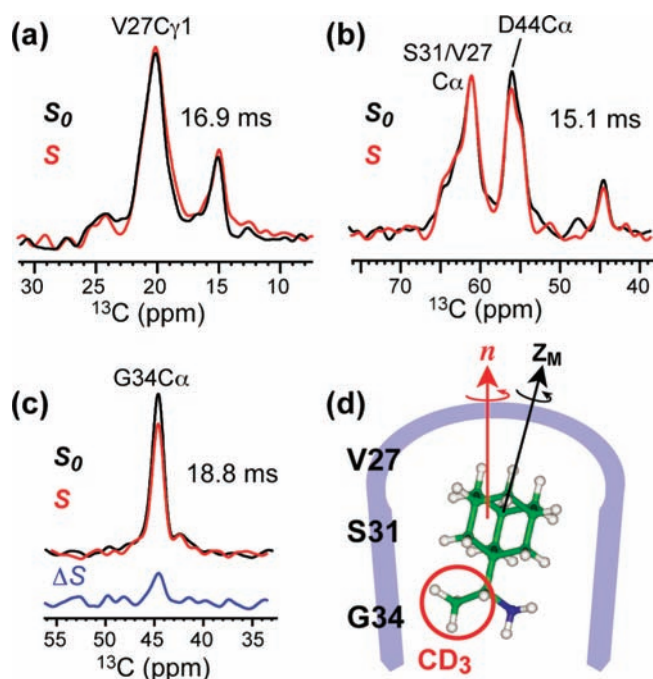 (a)
V27Cγ1
S0
S
16.9 ms
30 25 20 15 10
13C (ppm)
(b)
S31/V27
Cα
D44Cα
S0
S
15.1 ms
70 60 50 40
13C (ppm)
(c)
G34Cα
S0
S
18.8 ms
ΔS
55 50 45 40 35
13C (ppm)
(d)
n
ZM
V27
S31
G34
CD3